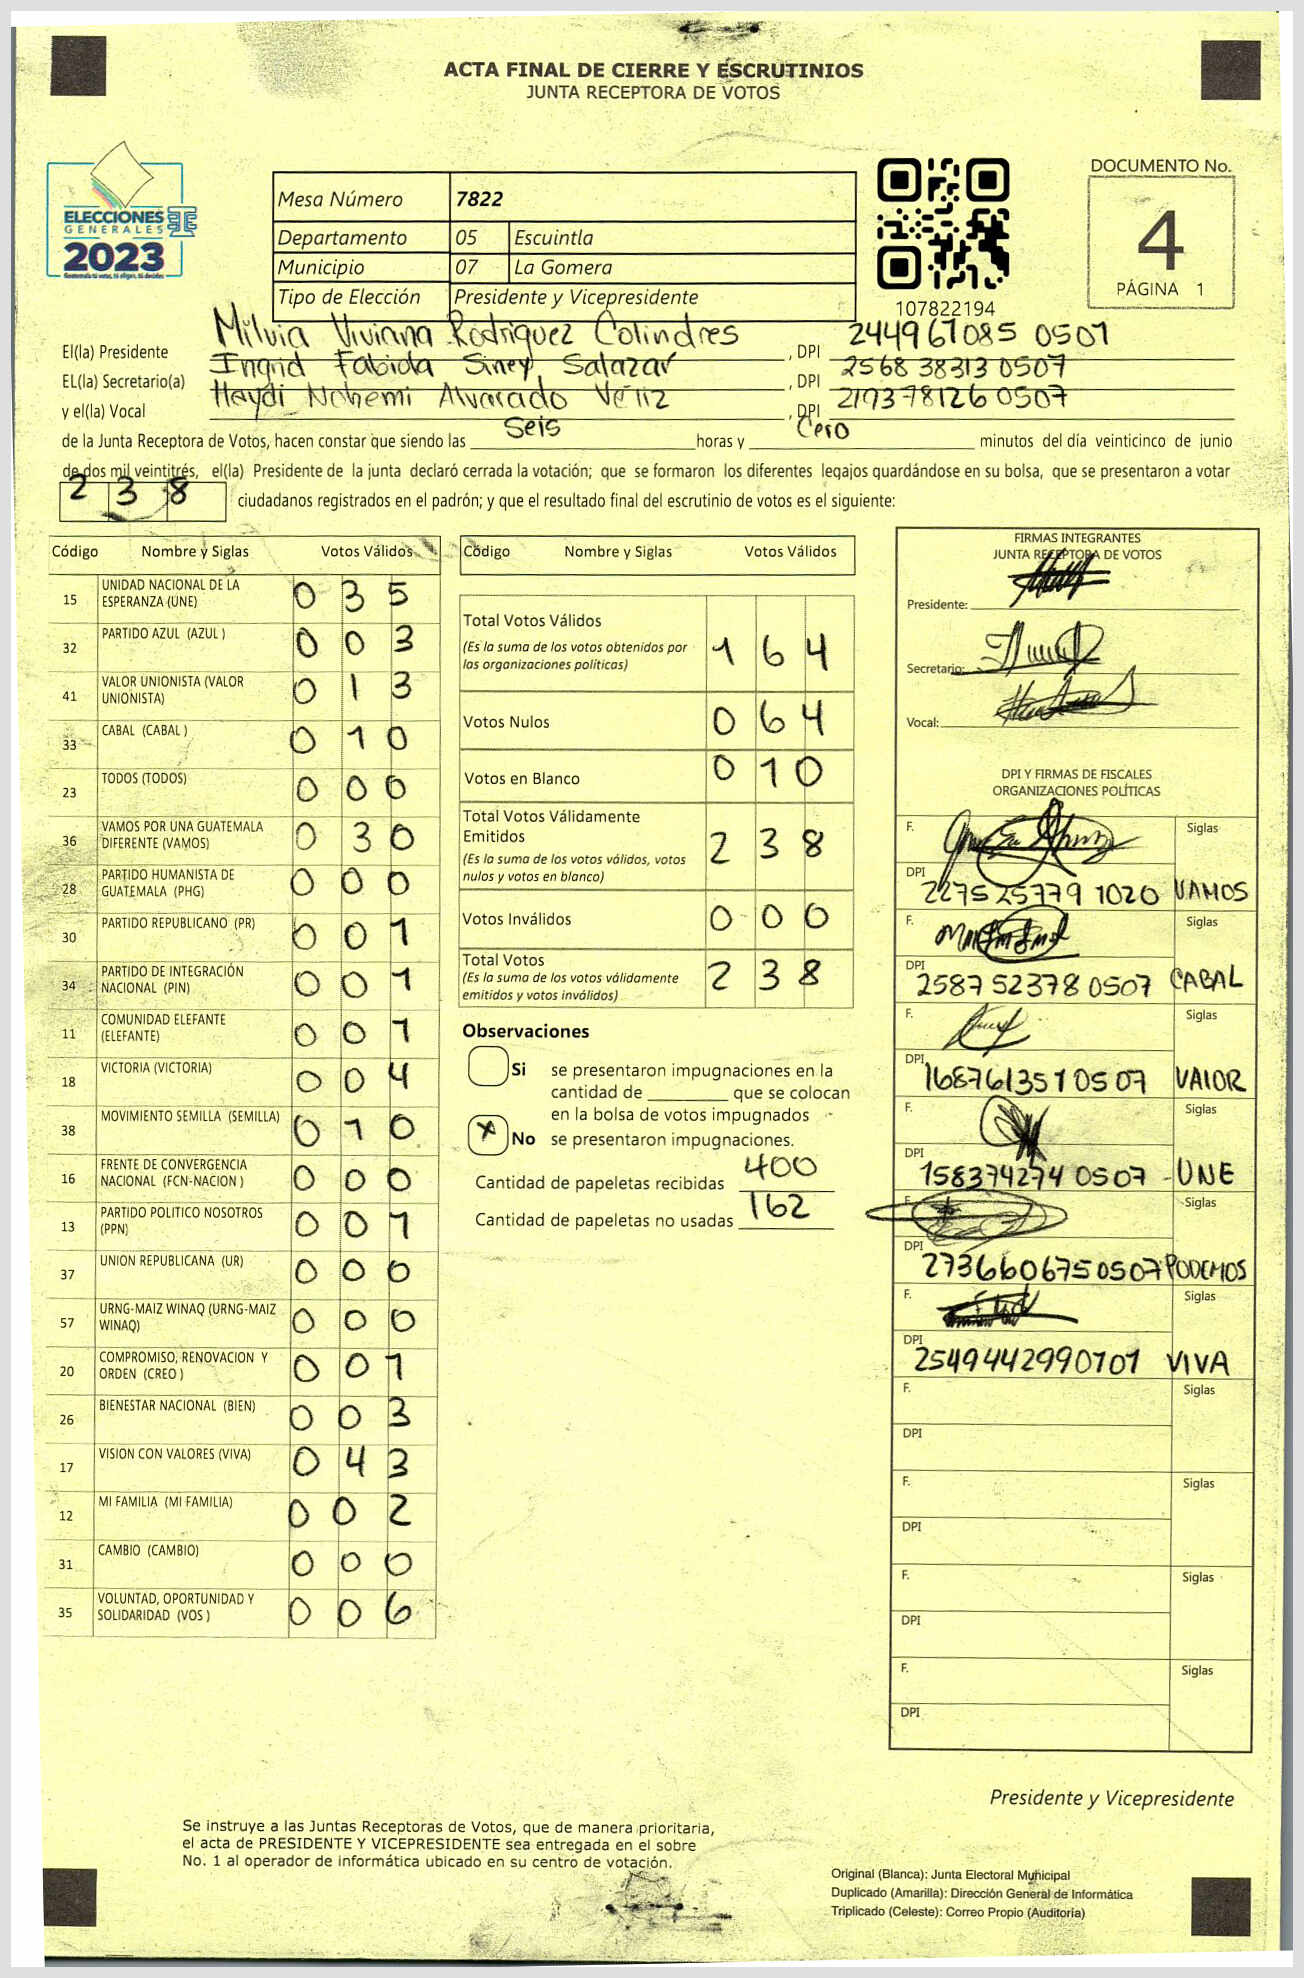 ACTA FINAL DE CIERRE Y ESCRUTINIOS
JUNTA RECEPTORA DE VOTOS
ELECCIONES
GENERALES
2023
Mesa Número 7822
Departamento 05 Escuintla
Municipio 07 La Gomera
Tipo de Elección Presidente y Vicepresidente
107822194
DOCUMENTO No.
4
PÁGINA 1
El(la) Presidente Milvia Viviana Rodriguez Colindres, DPI 244967085 0507
EL(la) Secretario(a) Ingrid Fabiola Siney Salazar, DPI 2568 38313 0507
y el(la) Vocal Haydi Nohemi Alvarado Véliz, DPI 219378126 0507
de la Junta Receptora de Votos, hacen constar que siendo las Seis horas y Cero minutos del día veinticinco de junio
de dos mil veintitrés, el(la) Presidente de la junta declaró cerrada la votación; que se formaron los diferentes legajos guardándose en su bolsa, que se presentaron a votar
238 ciudadanos registrados en el padrón; y que el resultado final del escrutinio de votos es el siguiente:
Código Nombre y Siglas Votos Válidos
15 UNIDAD NACIONAL DE LA ESPERANZA (UNE) 0 3 5
32 PARTIDO AZUL (AZUL ) 0 0 3
41 VALOR UNIONISTA (VALOR UNIONISTA) 0 1 3
33 CABAL (CABAL ) 0 1 0
23 TODOS (TODOS) 0 0 0
36 VAMOS POR UNA GUATEMALA DIFERENTE (VAMOS) 0 3 0
28 PARTIDO HUMANISTA DE GUATEMALA (PHG) 0 0 0
30 PARTIDO REPUBLICANO (PR) 0 0 1
34 PARTIDO DE INTEGRACIÓN NACIONAL (PIN) 0 0 1
11 COMUNIDAD ELEFANTE (ELEFANTE) 0 0 1
18 VICTORIA (VICTORIA) 0 0 4
38 MOVIMIENTO SEMILLA (SEMILLA) 0 1 0
16 FRENTE DE CONVERGENCIA NACIONAL (FCN-NACION ) 0 0 0
13 PARTIDO POLITICO NOSOTROS (PPN) 0 0 1
37 UNION REPUBLICANA (UR) 0 0 0
57 URNG-MAIZ WINAQ (URNG-MAIZ WINAQ) 0 0 0
20 COMPROMISO, RENOVACION Y ORDEN (CREO ) 0 0 1
26 BIENESTAR NACIONAL (BIEN) 0 0 3
17 VISION CON VALORES (VIVA) 0 4 3
12 MI FAMILIA (MI FAMILIA) 0 0 2
31 CAMBIO (CAMBIO) 0 0 0
35 VOLUNTAD, OPORTUNIDAD Y SOLIDARIDAD (VOS ) 0 0 6
Código Nombre y Siglas Votos Válidos
Total Votos Válidos 1 6 4
(Es la suma de los votos obtenidos por
las organizaciones políticas)
Votos Nulos 0 6 4
Votos en Blanco 0 1 0
Total Votos Válidamente
Emitidos 2 3 8
(Es la suma de los votos válidos, votos
nulos y votos en blanco)
Votos Inválidos 0 0 0
Total Votos 2 3 8
(Es la suma de los votos válidamente
emitidos y votos inválidos)
Observaciones
Si se presentaron impugnaciones en la
cantidad de que se colocan
en la bolsa de votos impugnados
X No se presentaron impugnaciones.
Cantidad de papeletas recibidas 400
Cantidad de papeletas no usadas 162
FIRMAS INTEGRANTES
JUNTA RECEPTORA DE VOTOS
Presidente:
Secretario:
Vocal:
DPI Y FIRMAS DE FISCALES
ORGANIZACIONES POLÍTICAS
F. Siglas
DPI 2275 25779 1020 VAMOS
F. Siglas
DPI 2587 52378 0507 CABAL
F. Siglas
DPI 1687613510507 VALOR
F. Siglas
DPI 158374274 0507 -UNE
F. Siglas
DPI 2736606750507 PODEMOS
F. Siglas
DPI 2549442990101 VIVA
F. Siglas
DPI
F. Siglas
DPI
F. Siglas
DPI
F. Siglas
DPI
Presidente y Vicepresidente
Se instruye a las Juntas Receptoras de Votos, que de manera prioritaria,
el acta de PRESIDENTE Y VICEPRESIDENTE sea entregada en el sobre
No. 1 al operador de informática ubicado en su centro de votación.
Original (Blanca): Junta Electoral Municipal
Duplicado (Amarilla): Dirección General de Informática
Triplicado (Celeste): Correo Propio (Auditoria)